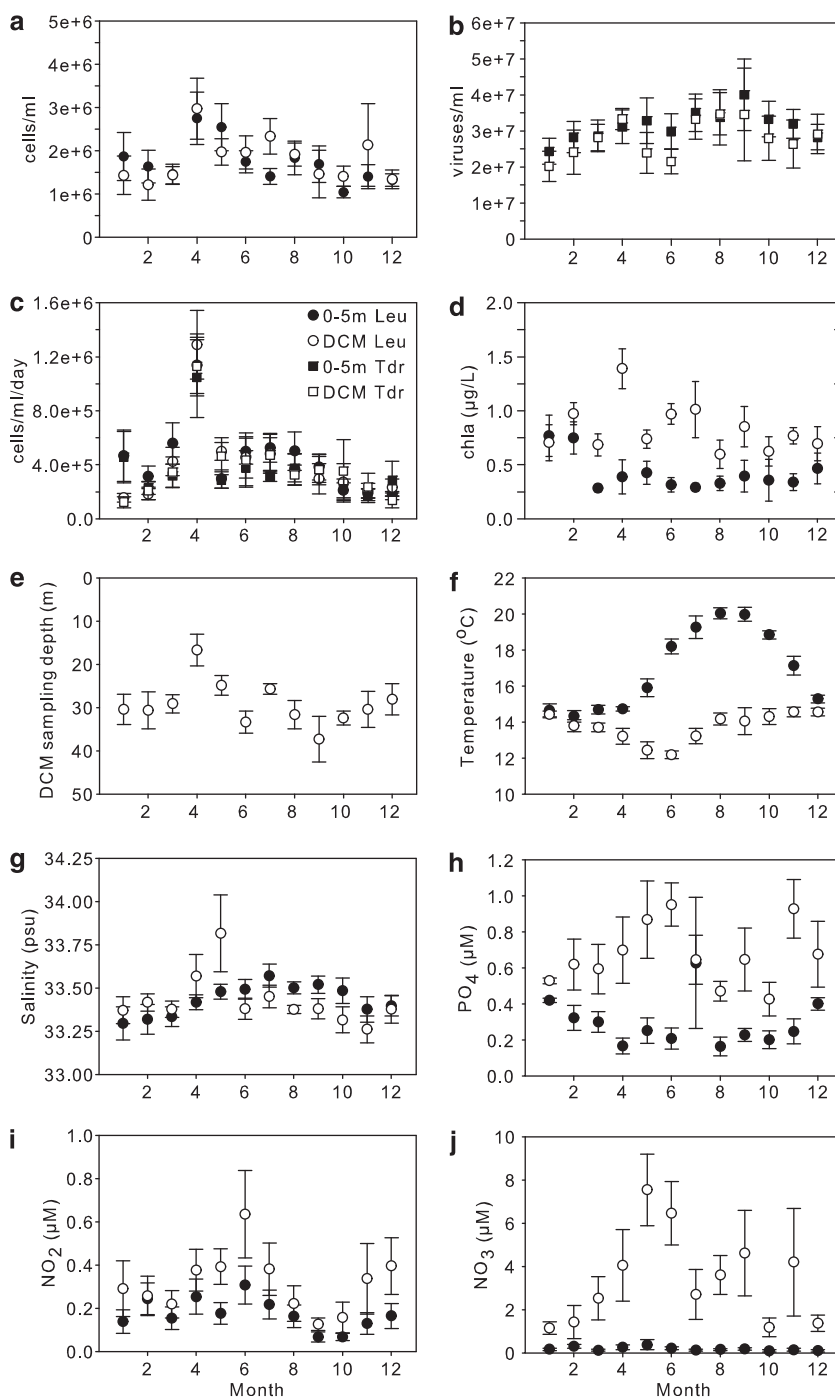 a
cells/ml
5e+6
4e+6
3e+6
2e+6
1e+6
0
2 4 6 8 10 12
b
viruses/ml
6e+7
5e+7
4e+7
3e+7
2e+7
1e+7
0
2 4 6 8 10 12
c
cells/ml/day
1.6e+6
1.2e+6
8.0e+5
4.0e+5
0.0
0-5m Leu
DCM Leu
0-5m Tdr
DCM Tdr
2 4 6 8 10 12
d
chla (µg/L)
2.0
1.5
1.0
0.5
0.0
2 4 6 8 10 12
e
DCM sampling depth (m)
0
10
20
30
40
50
2 4 6 8 10 12
f
Temperature (°C)
22
20
18
16
14
12
10
2 4 6 8 10 12
g
Salinity (psu)
34.25
34.00
33.75
33.50
33.25
33.00
2 4 6 8 10 12
h
PO4 (µM)
1.2
1.0
0.8
0.6
0.4
0.2
0.0
2 4 6 8 10 12
i
NO2 (µM)
1.0
0.8
0.6
0.4
0.2
0.0
2 4 6 8 10 12
Month
j
NO3 (µM)
10
8
6
4
2
0
2 4 6 8 10 12
Month